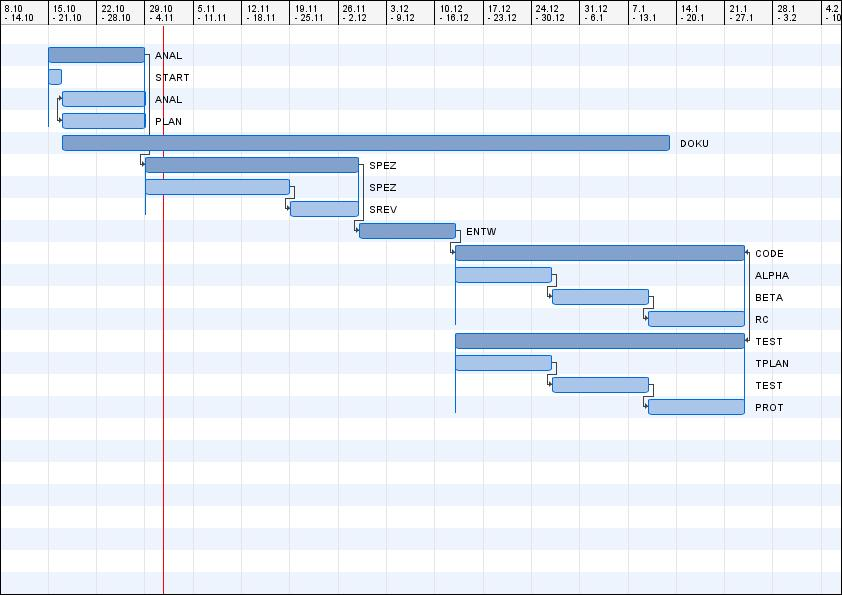 8.10 15.10 22.10 29.10 5.11 12.11 19.11 26.11 3.12 10.12 17.12 24.12 31.12 7.1 14.1 21.1 28.1 4.2
- 14.10 - 21.10 - 28.10 - 4.11 - 11.11 - 18.11 - 25.11 - 2.12 - 9.12 - 16.12 - 23.12 - 30.12 - 6.1 - 13.1 - 20.1 - 27.1 - 3.2 - 10
ANAL
START
ANAL
PLAN
DOKU
SPEZ
SPEZ
SREV
ENTW
CODE
ALPHA
BETA
RC
TEST
TPLAN
TEST
PROT